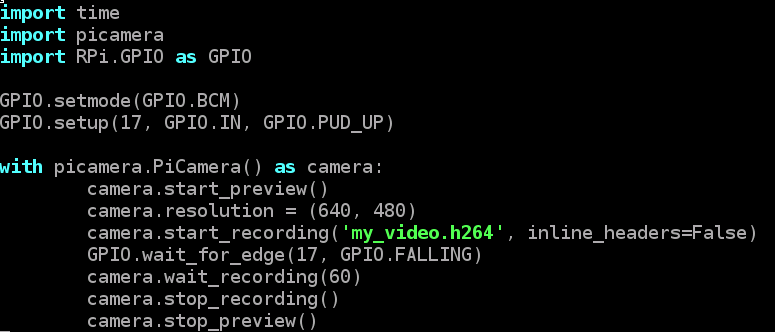 import time
import picamera
import RPi.GPIO as GPIO

GPIO.setmode(GPIO.BCM)
GPIO.setup(17, GPIO.IN, GPIO.PUD_UP)

with picamera.PiCamera() as camera:
        camera.start_preview()
        camera.resolution = (640, 480)
        camera.start_recording('my_video.h264', inline_headers=False)
        GPIO.wait_for_edge(17, GPIO.FALLING)
        camera.wait_recording(60)
        camera.stop_recording()
        camera.stop_preview()